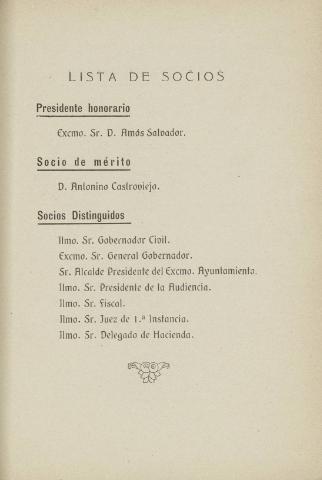 LISTA DE SOCIOS
Presidente honorario
Excmo. Sr. D. Amós Salvador.
Socio de mérito
D. Antonino Castroviejo.
Socios Distinguidos
Ilmo. Sr. Gobernador Civil.
Excmo. Sr. General Gobernador.
Sr. Alcalde Presidente del Excmo. Ayuntamiento.
Ilmo. Sr. Presidente de la Audiencia.
Ilmo. Sr. Fiscal.
Ilmo. Sr. Juez de 1.ª Instancia.
Ilmo. Sr. Delegado de Hacienda.